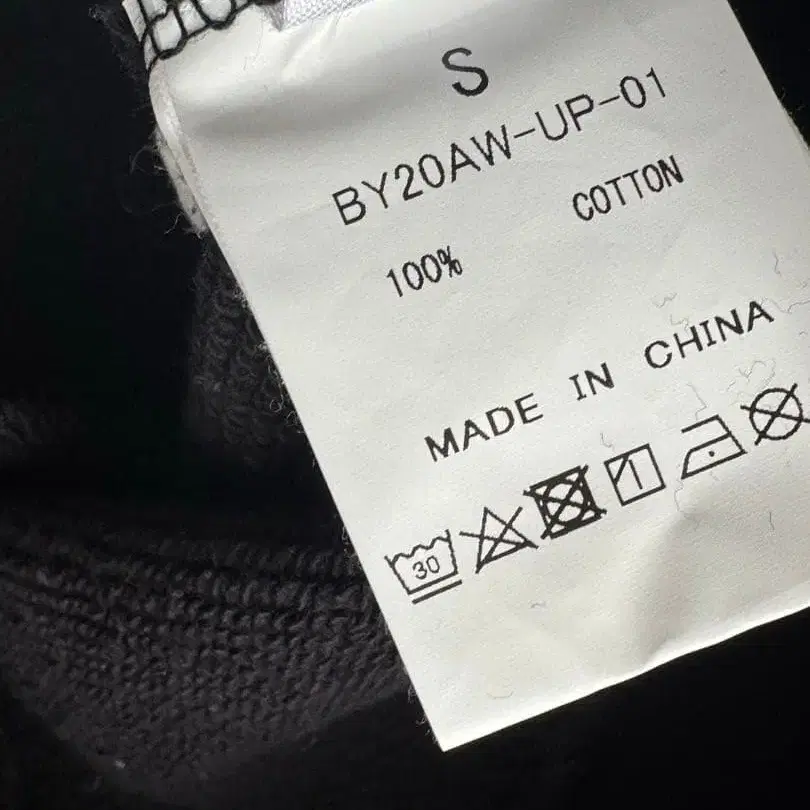 S
BY20AW-UP-01
100% COTTON
MADE IN CHINA
30